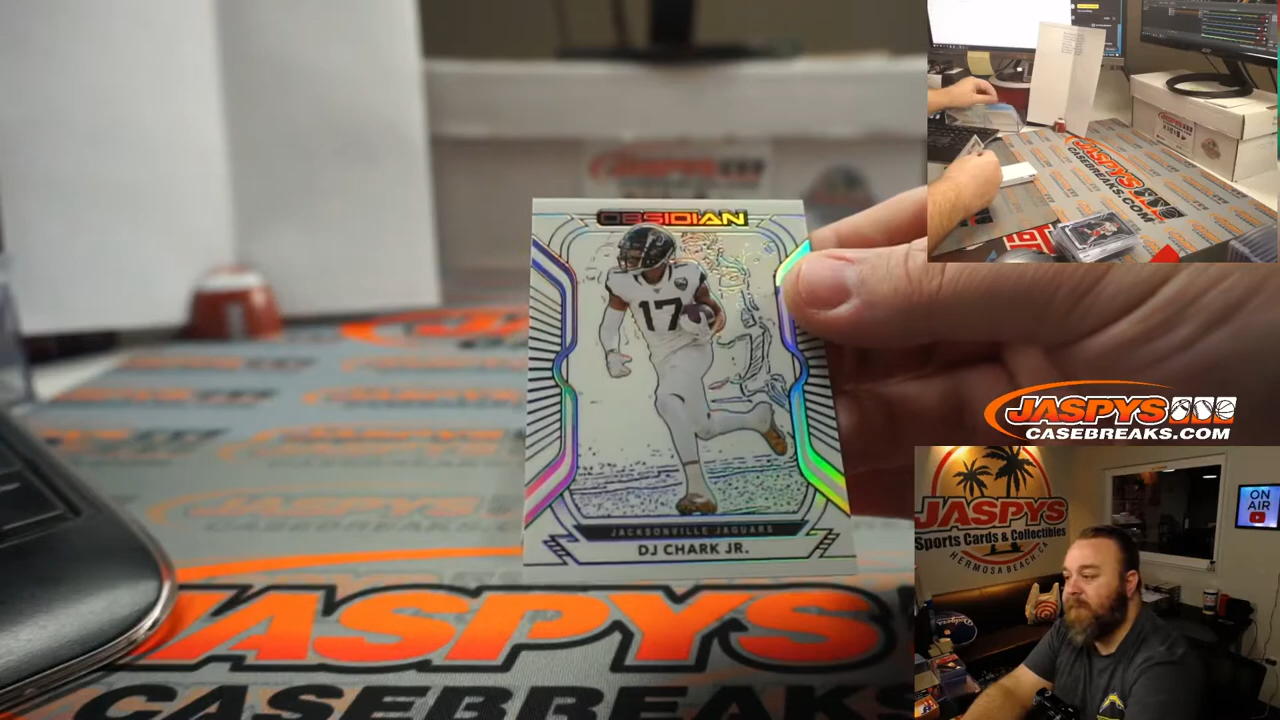 OBSIDIAN
17
JACKSONVILLE JAGUARS
DJ CHARK JR.
JASPYS
CASEBREAKS
JASPYS
CASEBREAKS.COM
JASPYS
CASEBREAKS.COM
JASPYS
Sports Cards & Collectibles
HERMOSA BEACH, CA
ON
AIR
Dodgers